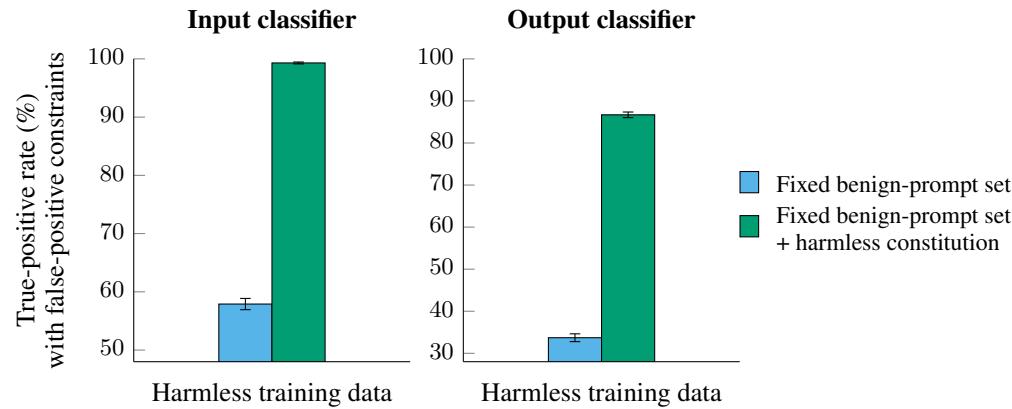 Input classifier
Output classifier
True-positive rate (%)
with false-positive constraints
100
90
80
70
60
50
Harmless training data
100
90
80
70
60
50
40
30
Harmless training data
Fixed benign-prompt set
Fixed benign-prompt set
+ harmless constitution